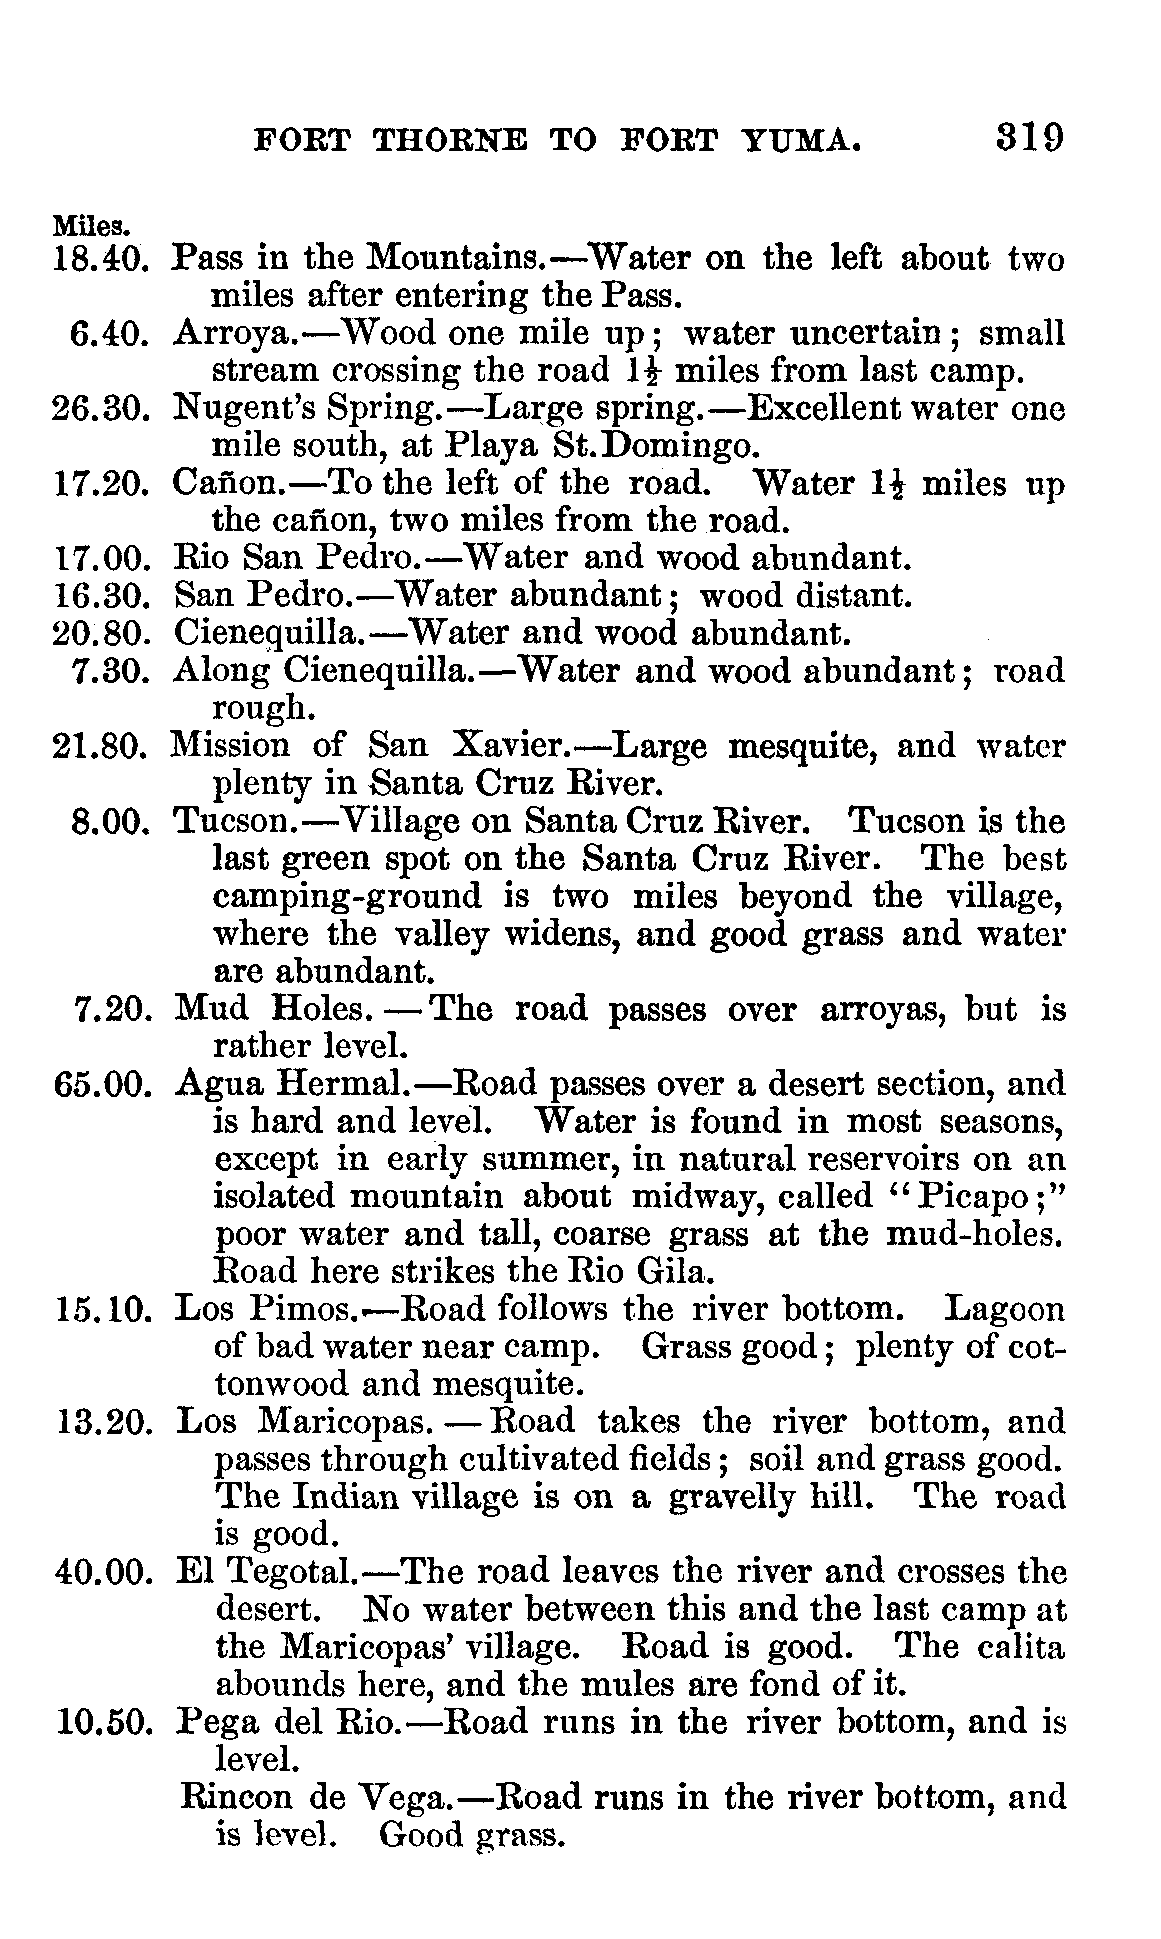 FORT THORNE TO FORT YUMA. 319
Miles.
18.40. Pass in the Mountains.—Water on the left about two
miles after entering the Pass.
6.40. Arroya.—Wood one mile up; water uncertain; small
stream crossing the road 1½ miles from last camp.
26.30. Nugent's Spring.—Large spring.—Excellent water one
mile south, at Playa St. Domingo.
17.20. Cañon.—To the left of the road. Water 1½ miles up
the cañon, two miles from the road.
17.00. Rio San Pedro.—Water and wood abundant.
16.30. San Pedro.—Water abundant; wood distant.
20.80. Cienequilla.—Water and wood abundant.
7.30. Along Cienequilla.—Water and wood abundant; road
rough.
21.80. Mission of San Xavier.—Large mesquite, and water
plenty in Santa Cruz River.
8.00. Tucson.—Village on Santa Cruz River. Tucson is the
last green spot on the Santa Cruz River. The best
camping-ground is two miles beyond the village,
where the valley widens, and good grass and water
are abundant.
7.20. Mud Holes.—The road passes over arroyas, but is
rather level.
65.00. Agua Hermal.—Road passes over a desert section, and
is hard and level. Water is found in most seasons,
except in early summer, in natural reservoirs on an
isolated mountain about midway, called "Picapo;"
poor water and tall, coarse grass at the mud-holes.
Road here strikes the Rio Gila.
15.10. Los Pimos.—Road follows the river bottom. Lagoon
of bad water near camp. Grass good; plenty of cot-
tonwood and mesquite.
13.20. Los Maricopas.—Road takes the river bottom, and
passes through cultivated fields; soil and grass good.
The Indian village is on a gravelly hill. The road
is good.
40.00. El Tegotal.—The road leaves the river and crosses the
desert. No water between this and the last camp at
the Maricopas' village. Road is good. The calita
abounds here, and the mules are fond of it.
10.50. Pega del Rio.—Road runs in the river bottom, and is
level.
Rincon de Vega.—Road runs in the river bottom, and
is level. Good grass.